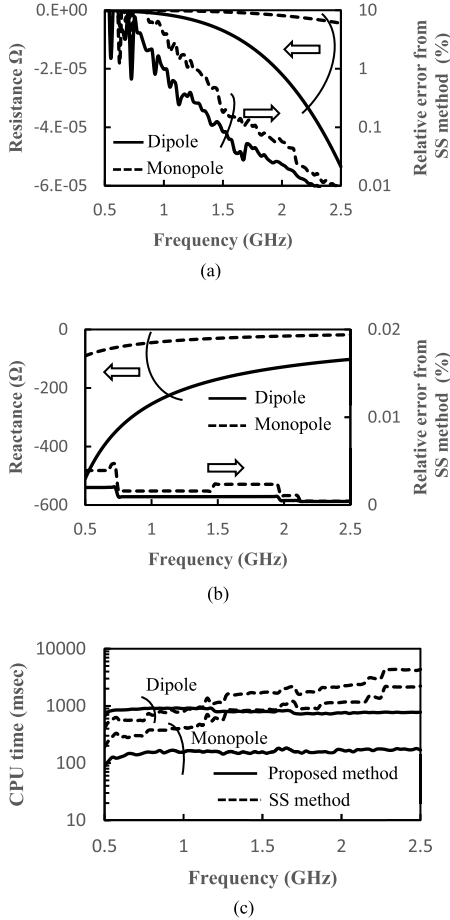 0.E+00
-2.E-05
-4.E-05
-6.E-05
Resistance Ω
10
1
0.1
0.01
Relative error from
SS method (%)
Dipole
Monopole
0.5 1 1.5 2 2.5
Frequency (GHz)
(a)
0
-200
-400
-600
Reactance (Ω)
0.02
0.01
0
Relative error from
SS method (%)
Dipole
Monopole
0.5 1 1.5 2 2.5
Frequency (GHz)
(b)
10000
1000
100
10
CPU time (msec)
Dipole
Monopole
Proposed method
SS method
0.5 1 1.5 2 2.5
Frequency (GHz)
(c)